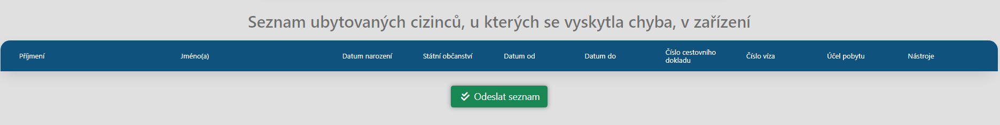 Seznam ubytovaných cizinců, u kterých se vyskytla chyba, v zařízení
Příjmení
Jméno(a)
Datum narození
Státní občanství
Datum od
Datum do
Číslo cestovního
dokladu
Číslo víza
Účel pobytu
Nástroje
Odeslat seznam